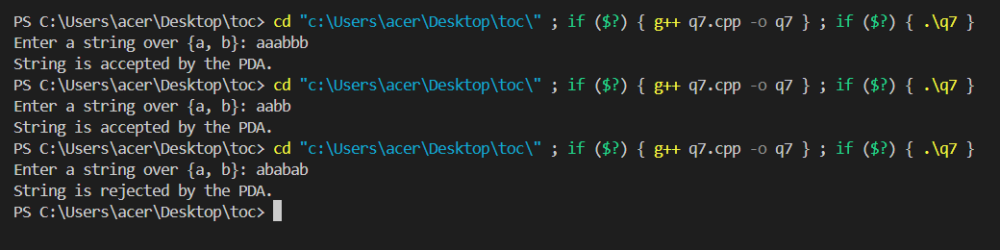 PS C:\Users\acer\Desktop\toc> cd "c:\Users\acer\Desktop\toc\" ; if ($?) { g++ q7.cpp -o q7 } ; if ($?) { .\q7 }
Enter a string over {a, b}: aaabbb
String is accepted by the PDA.
PS C:\Users\acer\Desktop\toc> cd "c:\Users\acer\Desktop\toc\" ; if ($?) { g++ q7.cpp -o q7 } ; if ($?) { .\q7 }
Enter a string over {a, b}: aabb
String is accepted by the PDA.
PS C:\Users\acer\Desktop\toc> cd "c:\Users\acer\Desktop\toc\" ; if ($?) { g++ q7.cpp -o q7 } ; if ($?) { .\q7 }
Enter a string over {a, b}: ababab
String is rejected by the PDA.
PS C:\Users\acer\Desktop\toc>